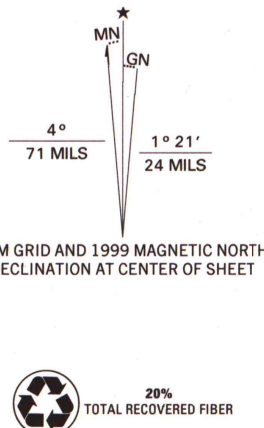 ★
MN
GN
4°
71 MILS
1° 21′
24 MILS
M GRID AND 1999 MAGNETIC NORTH
ECLINATION AT CENTER OF SHEET
20%
TOTAL RECOVERED FIBER